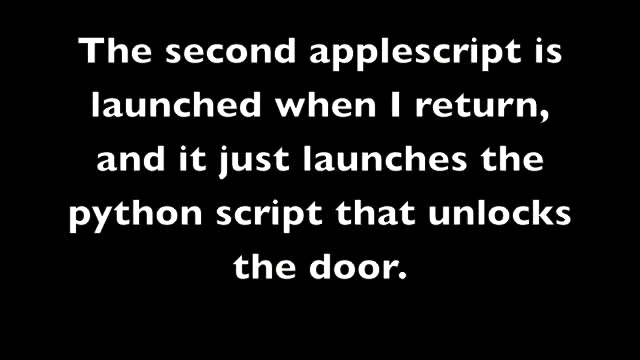 The second applescript is
launched when I return,
and it just launches the
python script that unlocks
the door.